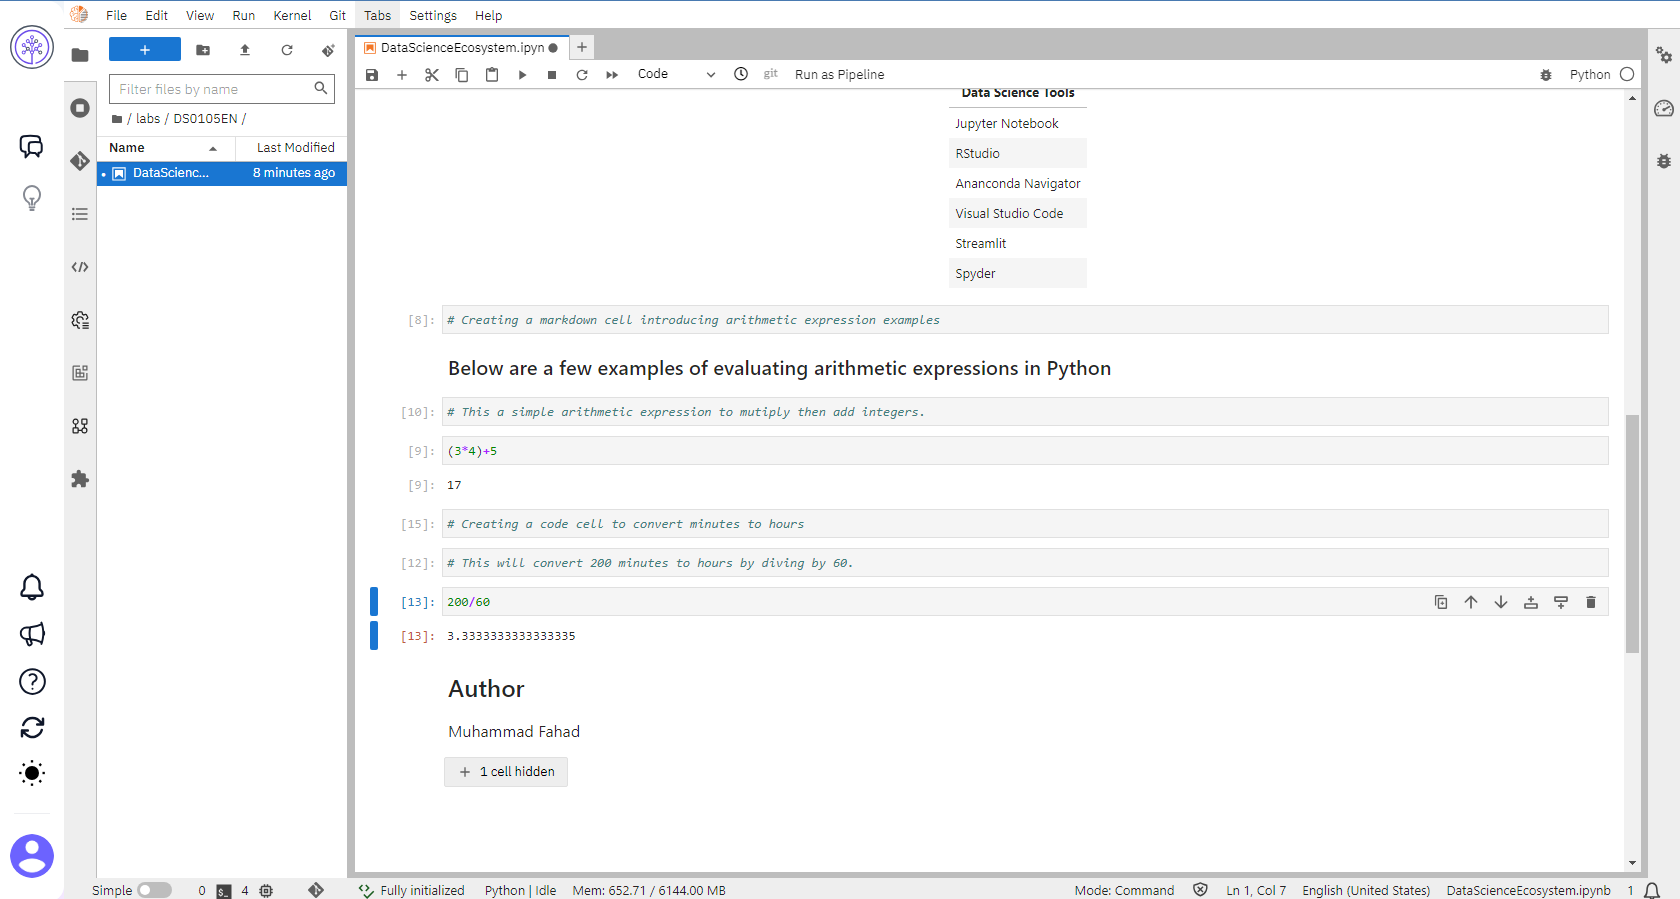 File Edit View Run Kernel Git Tabs Settings Help
DataScienceEcosystem.ipyn
Code git Run as Pipeline Python
Filter files by name
/ labs / DS0105EN /
Name Last Modified
DataScienc... 8 minutes ago
Data Science Tools
Jupyter Notebook
RStudio
Ananconda Navigator
Visual Studio Code
Streamlit
Spyder
[8]: # Creating a markdown cell introducing arithmetic expression examples
Below are a few examples of evaluating arithmetic expressions in Python
[10]: # This a simple arithmetic expression to mutiply then add integers.
[9]: (3*4)+5
[9]: 17
[15]: # Creating a code cell to convert minutes to hours
[12]: # This will convert 200 minutes to hours by diving by 60.
[13]: 200/60
[13]: 3.3333333333333335
Author
Muhammad Fahad
+ 1 cell hidden
Simple 0 4 Fully initialized Python | Idle Mem: 652.71 / 6144.00 MB Mode: Command Ln 1, Col 7 English (United States) DataScienceEcosystem.ipynb 1